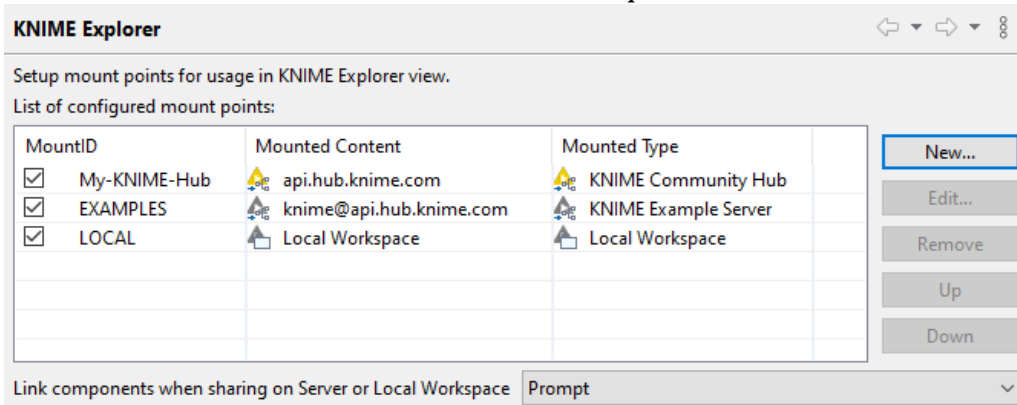 KNIME Explorer
Setup mount points for usage in KNIME Explorer view.
List of configured mount points:
MountID Mounted Content Mounted Type
My-KNIME-Hub api.hub.knime.com KNIME Community Hub
EXAMPLES knime@api.hub.knime.com KNIME Example Server
LOCAL Local Workspace Local Workspace
New...
Edit...
Remove
Up
Down
Link components when sharing on Server or Local Workspace Prompt